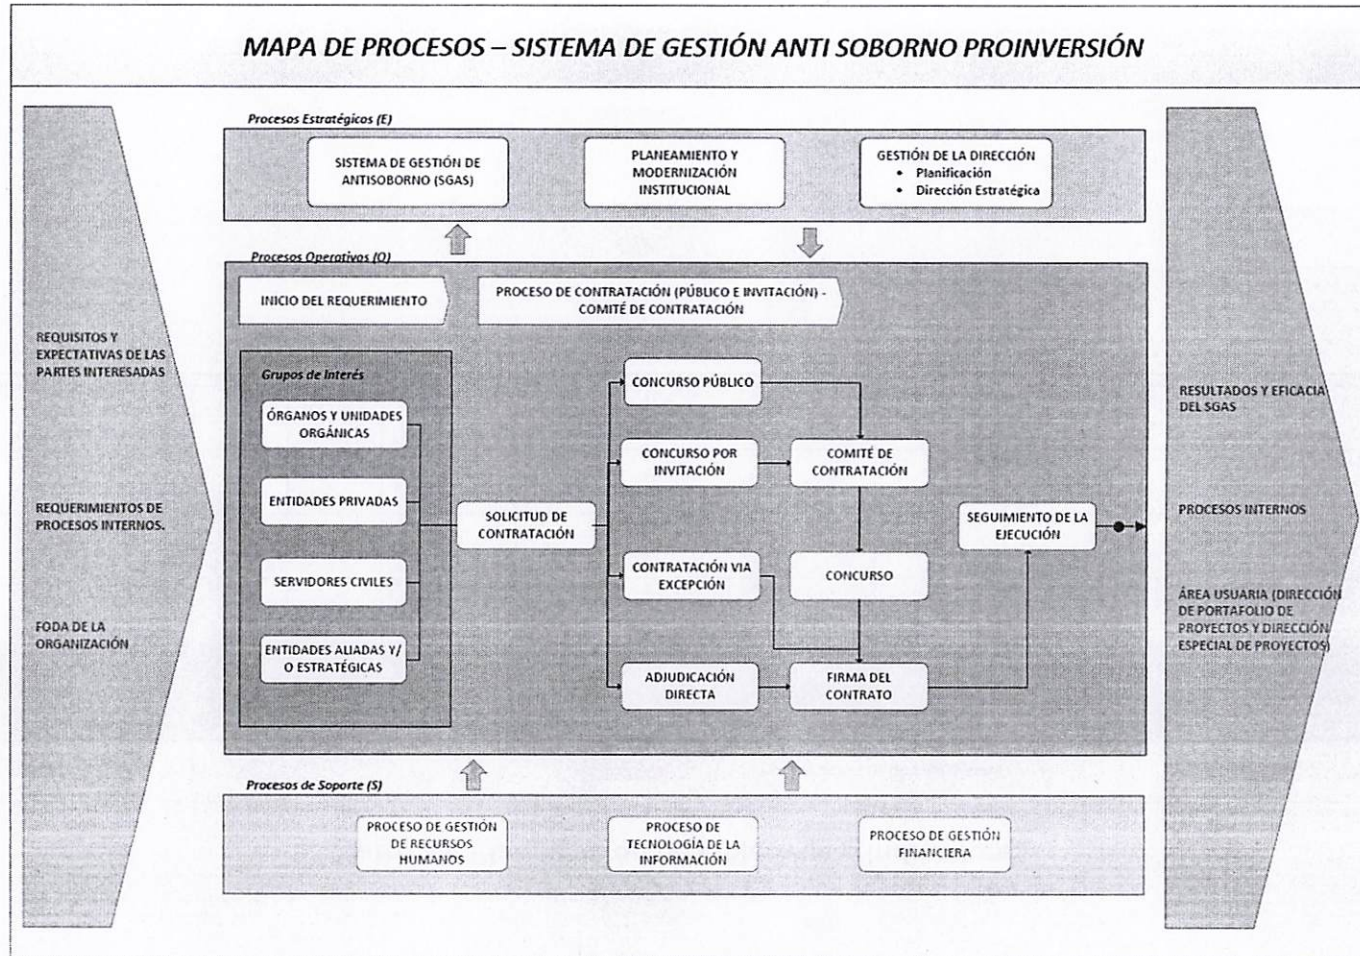 MAPA DE PROCESOS – SISTEMA DE GESTIÓN ANTI SOBORNO PROINVERSIÓN
REQUISITOS Y
EXPECTATIVAS DE LAS
PARTES INTERESADAS
REQUERIMIENTOS DE
PROCESOS INTERNOS.
FODA DE LA
ORGANIZACIÓN
Procesos Estratégicos (E)
SISTEMA DE GESTIÓN DE
ANTISOBORNO (SGAS)
PLANEAMIENTO Y
MODERNIZACIÓN
INSTITUCIONAL
GESTIÓN DE LA DIRECCIÓN
• Planificación
• Dirección Estratégica
Procesos Operativos (O)
INICIO DEL REQUERIMIENTO
PROCESO DE CONTRATACIÓN (PÚBLICO E INVITACIÓN) -
COMITÉ DE CONTRATACIÓN
Grupos de Interés
ÓRGANOS Y UNIDADES
ORGÁNICAS
ENTIDADES PRIVADAS
SERVIDORES CIVILES
ENTIDADES ALIADAS Y/
O ESTRATÉGICAS
SOLICITUD DE
CONTRATACIÓN
CONCURSO PÚBLICO
CONCURSO POR
INVITACIÓN
CONTRATACIÓN VIA
EXCEPCIÓN
ADJUDICACIÓN
DIRECTA
COMITÉ DE
CONTRATACIÓN
CONCURSO
FIRMA DEL
CONTRATO
SEGUIMIENTO DE LA
EJECUCIÓN
Procesos de Soporte (S)
PROCESO DE GESTIÓN
DE RECURSOS
HUMANOS
PROCESO DE
TECNOLOGÍA DE LA
INFORMACIÓN
PROCESO DE GESTIÓN
FINANCIERA
RESULTADOS Y EFICACIA
DEL SGAS
PROCESOS INTERNOS
ÁREA USUARIA (DIRECCIÓN
DE PORTAFOLIO DE
PROYECTOS Y DIRECCIÓN
ESPECIAL DE PROYECTOS)